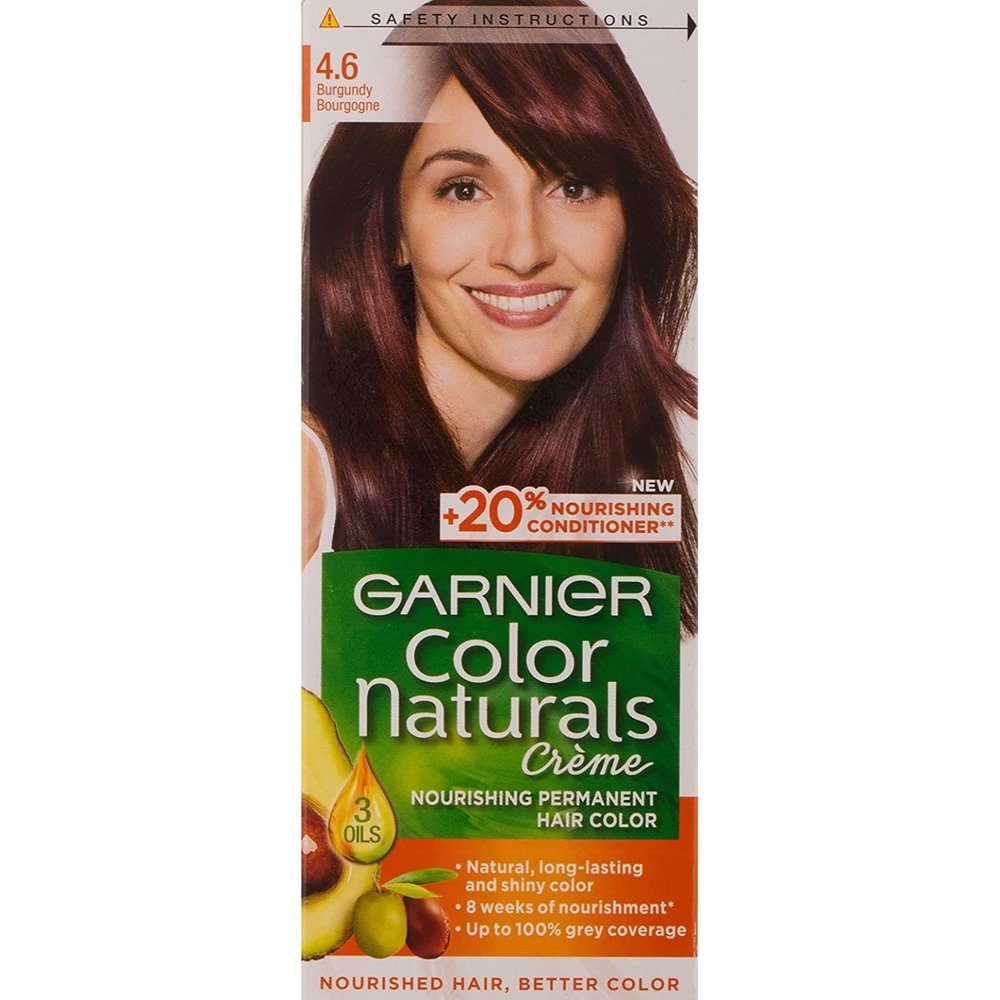 SAFETY INSTRUCTIONS
4.6
Burgundy
Bourgogne
NEW
+20% NOURISHING
CONDITIONER**
GARNIER
Color
Naturals
Crème
NOURISHING PERMANENT
HAIR COLOR
3
OILS
• Natural, long-lasting
and shiny color
• 8 weeks of nourishment*
• Up to 100% grey coverage
NOURISHED HAIR, BETTER COLOR